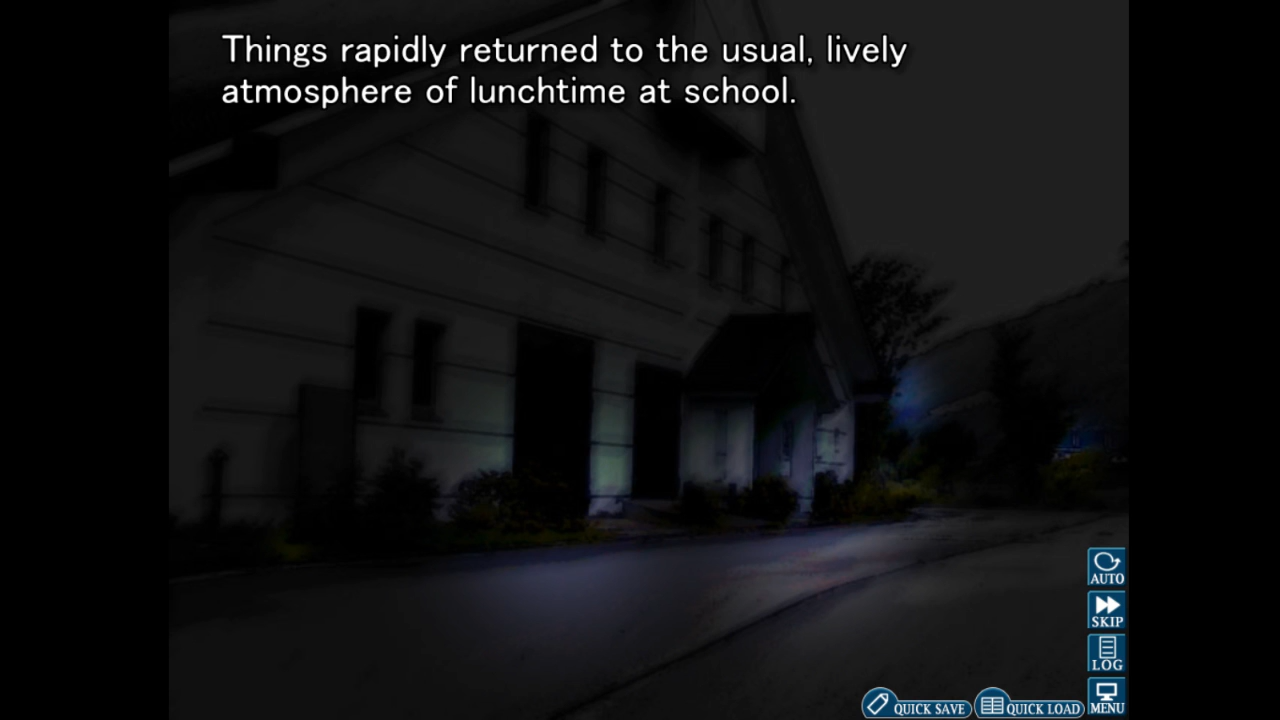 Things rapidly returned to the usual, lively
atmosphere of lunchtime at school.
AUTO
SKIP
LOG
MENU
QUICK SAVE
QUICK LOAD